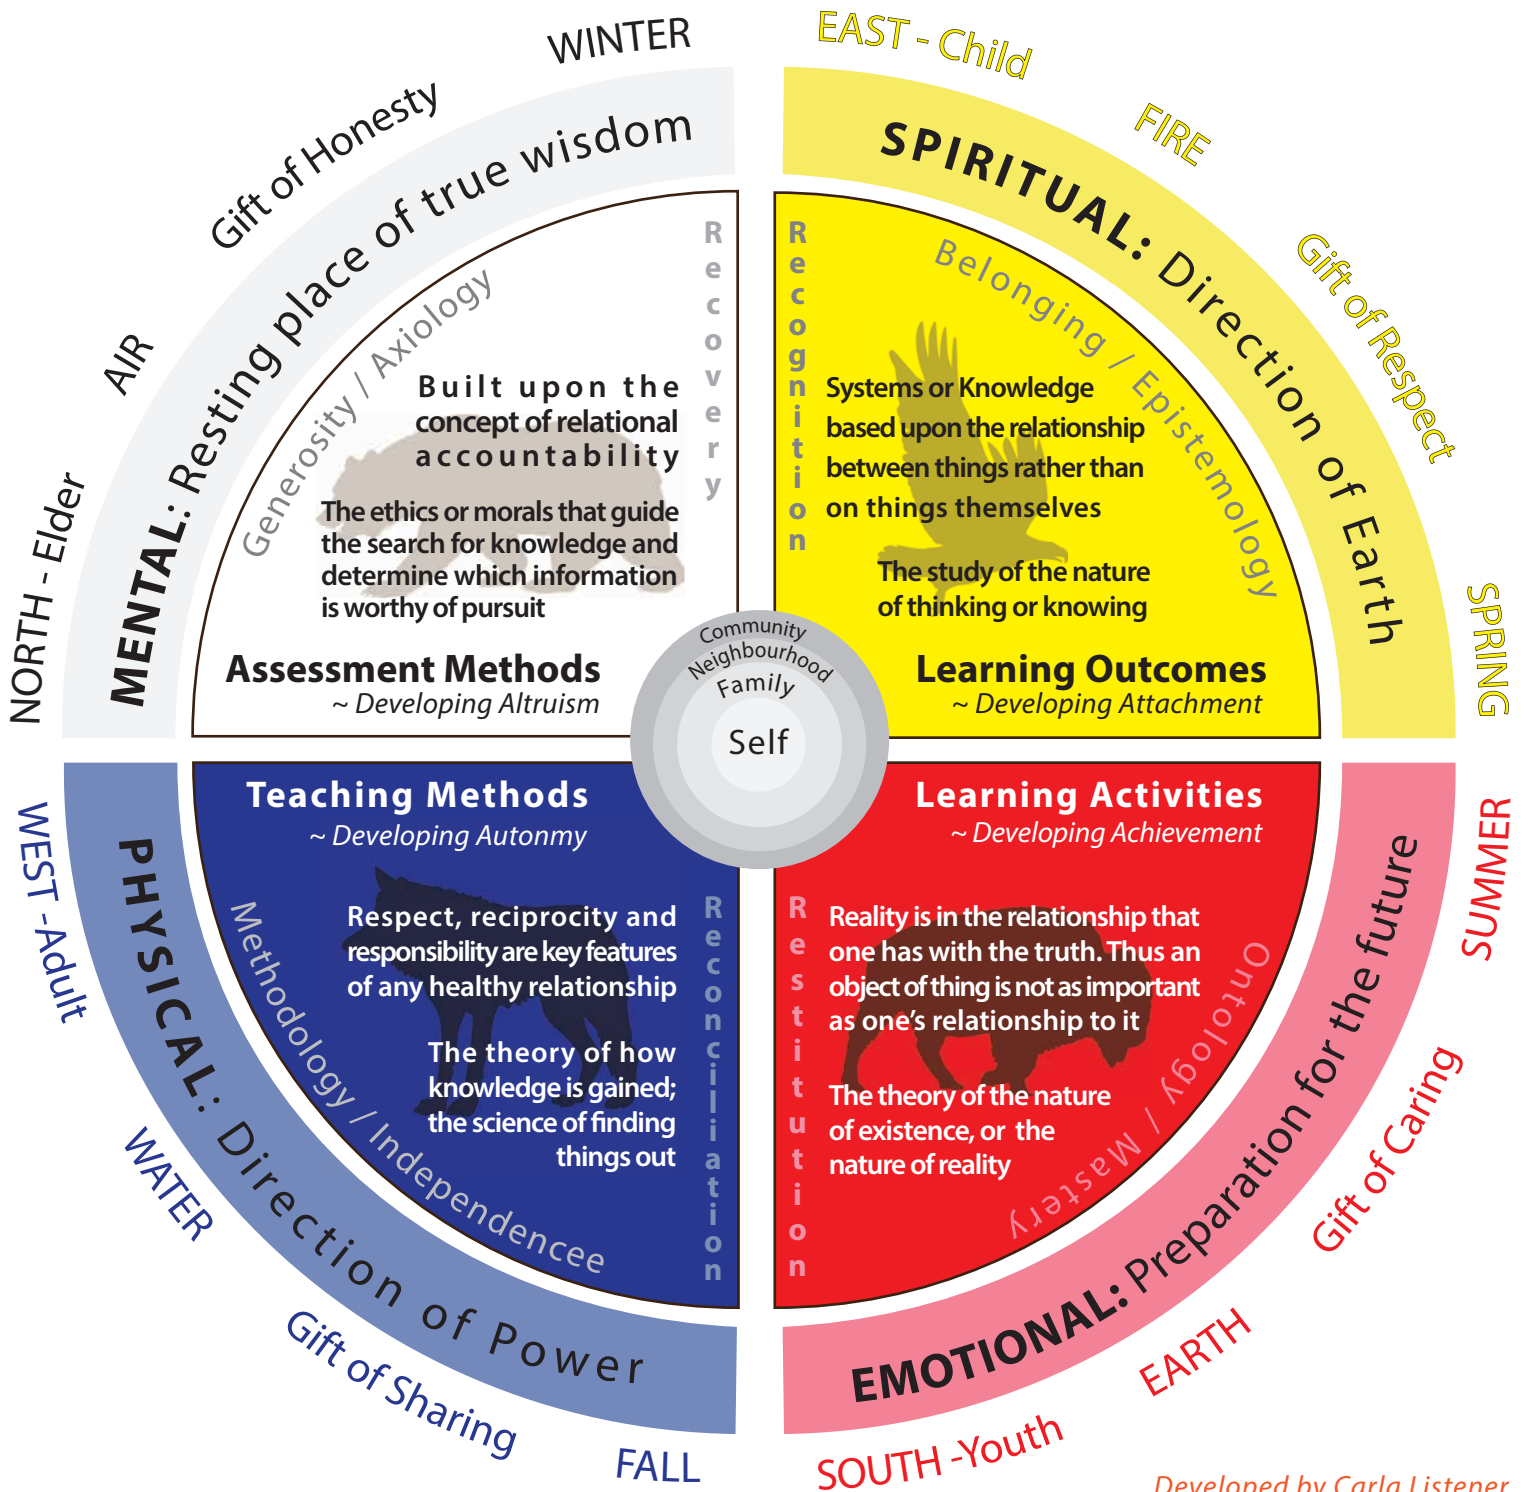 WINTER
Gift of Honesty
AIR
NORTH - Elder
MENTAL: Resting place of true wisdom
Generosity / Axiology
Recovery
Built upon the
concept of relational
accountability
The ethics or morals that guide
the search for knowledge and
determine which information
is worthy of pursuit
Assessment Methods
~ Developing Altruism
EAST - Child
FIRE
Gift of Respect
SPRING
SPIRITUAL: Direction of Earth
Belonging / Epistemology
Recognition
Systems or Knowledge
based upon the relationship
between things rather than
on things themselves
The study of the nature
of thinking or knowing
Learning Outcomes
~ Developing Attachment
Community
Neighbourhood
Family
Self
Teaching Methods
~ Developing Autonmy
Respect, reciprocity and
responsibility are key features
of any healthy relationship
The theory of how
knowledge is gained;
the science of finding
things out
Reconciliation
Methodology / Independencee
PHYSICAL: Direction of Power
WEST -Adult
WATER
Gift of Sharing
FALL
Learning Activities
~ Developing Achievement
Restitution
Reality is in the relationship that
one has with the truth. Thus an
object of thing is not as important
as one's relationship to it
The theory of the nature
of existence, or the
nature of reality
Ontology / Mastery
EMOTIONAL: Preparation for the future
SUMMER
Gift of Caring
EARTH
SOUTH -Youth
Developed by Carla Listener